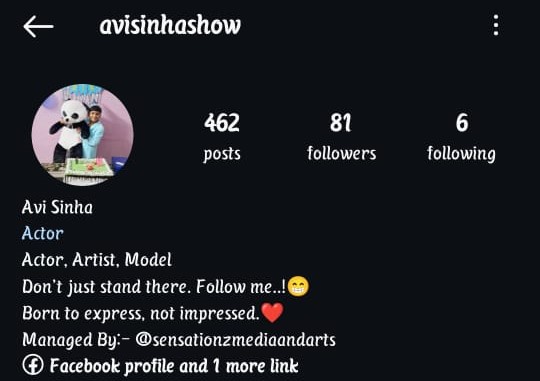 avisinhashow
462 81 6
posts followers following
Avi Sinha
Actor
Actor, Artist, Model
Don't just stand there. Follow me..!😁
Born to express, not impressed.❤️
Managed By:- @sensationzmediaandarts
Facebook profile and 1 more link